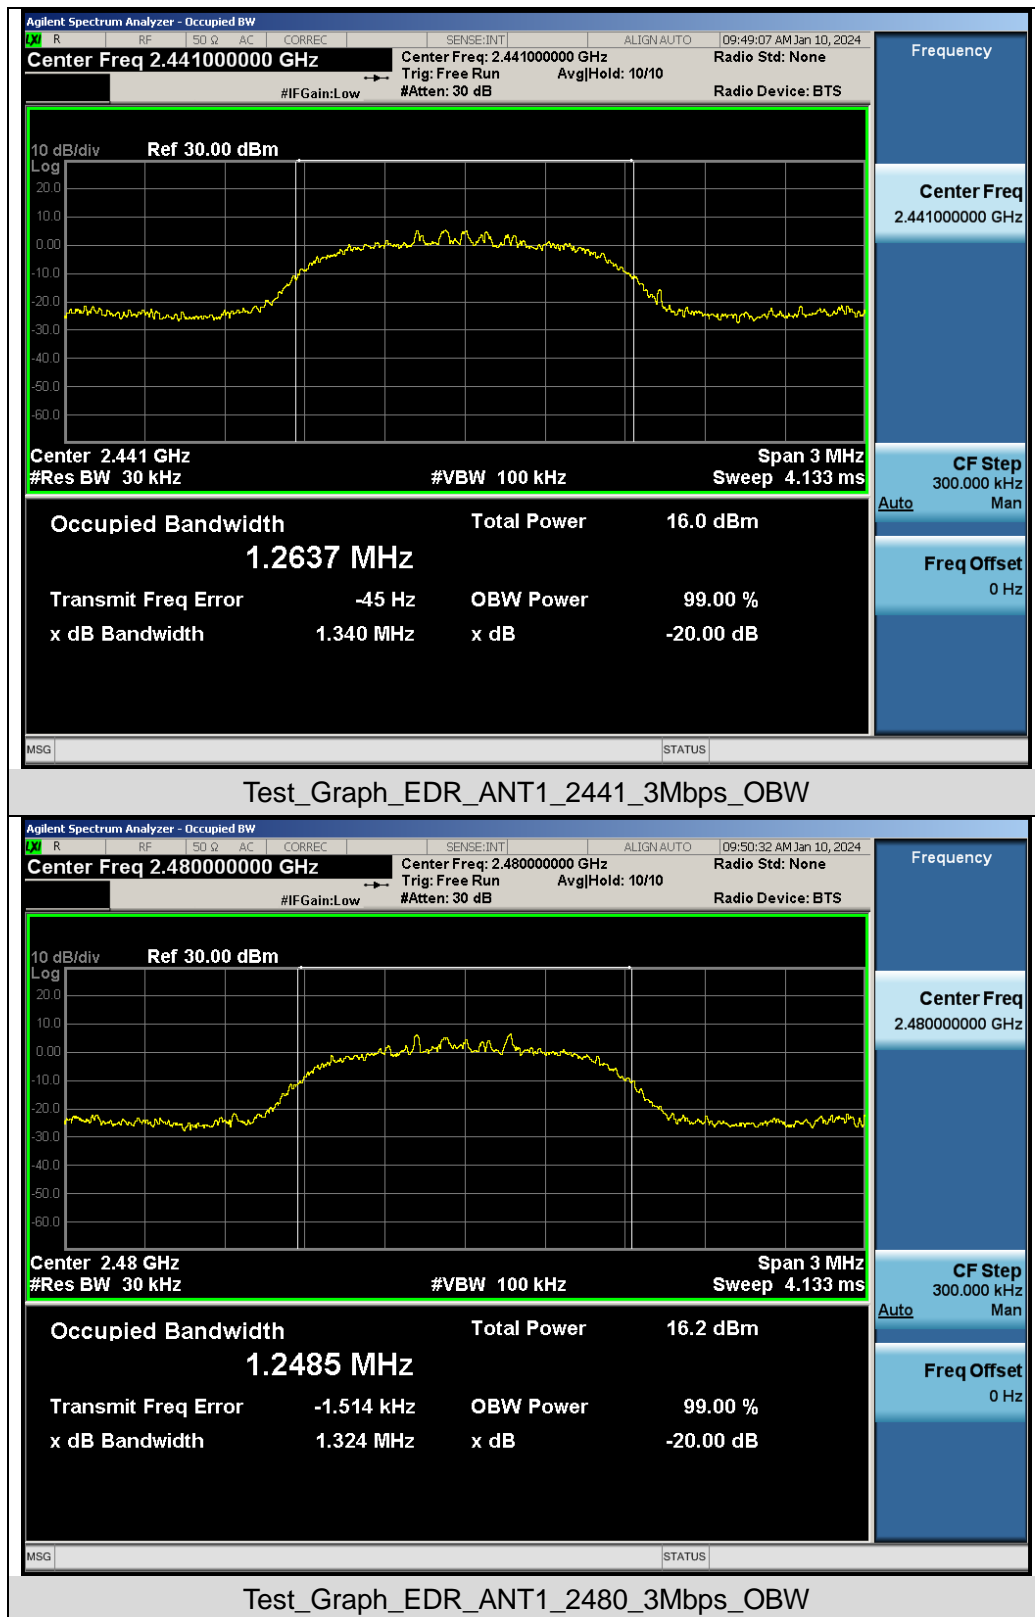 Agilent Spectrum Analyzer - Occupied BW
LXI R RF 50 Ω AC CORREC SENSE:INT ALIGN AUTO 09:49:07 AM Jan 10, 2024
Center Freq 2.441000000 GHz Center Freq: 2.441000000 GHz Radio Std: None
Trig: Free Run Avg|Hold: 10/10
#IFGain:Low #Atten: 30 dB Radio Device: BTS
Frequency
10 dB/div Ref 30.00 dBm
Log
20.0
10.0
0.00
-10.0
-20.0
-30.0
-40.0
-50.0
-60.0
Center 2.441 GHz Span 3 MHz
#Res BW 30 kHz #VBW 100 kHz Sweep 4.133 ms
Center Freq
2.441000000 GHz
CF Step
300.000 kHz
Auto Man
Freq Offset
0 Hz
Occupied Bandwidth Total Power 16.0 dBm
1.2637 MHz
Transmit Freq Error -45 Hz OBW Power 99.00 %
x dB Bandwidth 1.340 MHz x dB -20.00 dB
MSG STATUS
Test_Graph_EDR_ANT1_2441_3Mbps_OBW
Agilent Spectrum Analyzer - Occupied BW
LXI R RF 50 Ω AC CORREC SENSE:INT ALIGN AUTO 09:50:32 AM Jan 10, 2024
Center Freq 2.480000000 GHz Center Freq: 2.480000000 GHz Radio Std: None
Trig: Free Run Avg|Hold: 10/10
#IFGain:Low #Atten: 30 dB Radio Device: BTS
Frequency
10 dB/div Ref 30.00 dBm
Log
20.0
10.0
0.00
-10.0
-20.0
-30.0
-40.0
-50.0
-60.0
Center 2.48 GHz Span 3 MHz
#Res BW 30 kHz #VBW 100 kHz Sweep 4.133 ms
Center Freq
2.480000000 GHz
CF Step
300.000 kHz
Auto Man
Freq Offset
0 Hz
Occupied Bandwidth Total Power 16.2 dBm
1.2485 MHz
Transmit Freq Error -1.514 kHz OBW Power 99.00 %
x dB Bandwidth 1.324 MHz x dB -20.00 dB
MSG STATUS
Test_Graph_EDR_ANT1_2480_3Mbps_OBW